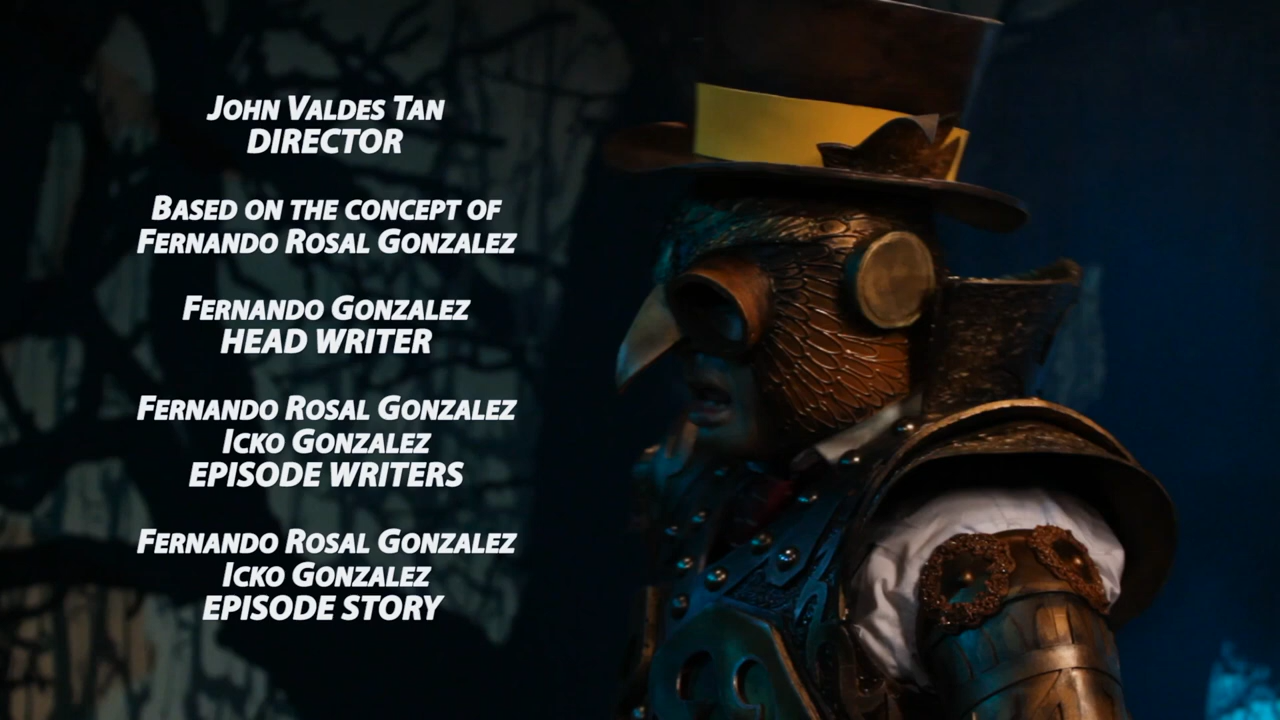 John Valdes Tan
DIRECTOR
Based on the concept of
Fernando Rosal Gonzalez
Fernando Gonzalez
HEAD WRITER
Fernando Rosal Gonzalez
Icko Gonzalez
EPISODE WRITERS
Fernando Rosal Gonzalez
Icko Gonzalez
EPISODE STORY